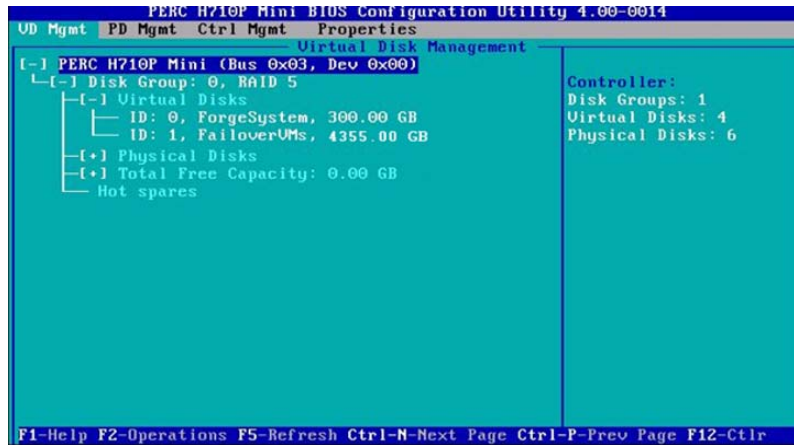 PERC H710P Mini BIOS Configuration Utility 4.00-0014
VD Mgmt PD Mgmt Ctrl Mgmt Properties
Virtual Disk Management
[-] PERC H710P Mini (Bus 0x03, Dev 0x00)
[-] Disk Group: 0, RAID 5
[-] Virtual Disks
ID: 0, ForgeSystem, 300.00 GB
ID: 1, FailoverVMs, 4355.00 GB
[+] Physical Disks
[+] Total Free Capacity: 0.00 GB
Hot spares
Controller:
Disk Groups: 1
Virtual Disks: 4
Physical Disks: 6
F1-Help F2-Operations F5-Refresh Ctrl-N-Next Page Ctrl-P-Prev Page F12-Ctlr